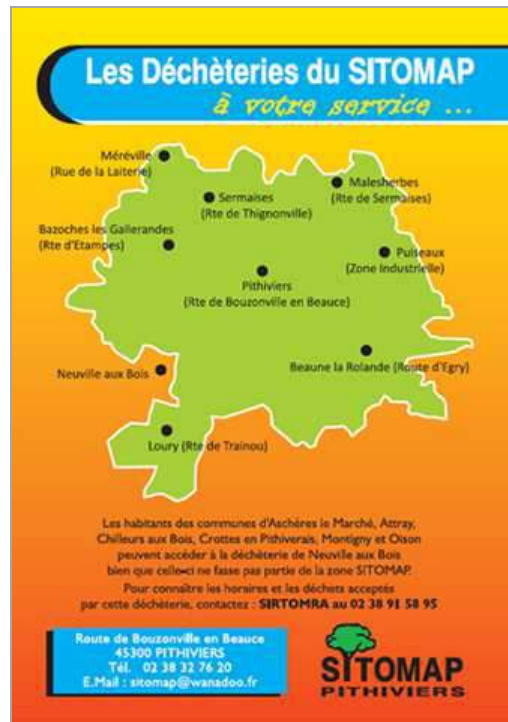 Les Déchèteries du SITOMAP
à votre service ...
Méréville
(Rue de la Laiterie)
Malesherbes
(Rte de Sermaises)
Sermaises
(Rte de Thignonville)
Bazoches les Gallerandes
(Rte d'Etampes)
Puiseaux
(Zone Industrielle)
Pithiviers
(Rte de Bouzonville en Beauce)
Neuville aux Bois
Beaune la Rolande (Route d'Egry)
Loury (Rte de Trainou)
Les habitants des communes d'Aschères le Marché, Attray,
Chilleurs aux Bois, Crottes en Pithiverais, Montigny et Oison
peuvent accéder à la déchèterie de Neuville aux Bois
bien que celle-ci ne fasse pas partie de la zone SITOMAP.
Pour connaître les horaires et les déchets acceptés
par cette déchèterie, contactez : SIRTOMRA au 02 38 91 58 95
Route de Bouzonville en Beauce
45300 PITHIVIERS
Tél. 02 38 32 76 20
E.Mail : sitomap@wanadoo.fr
SITOMAP
PITHIVIERS